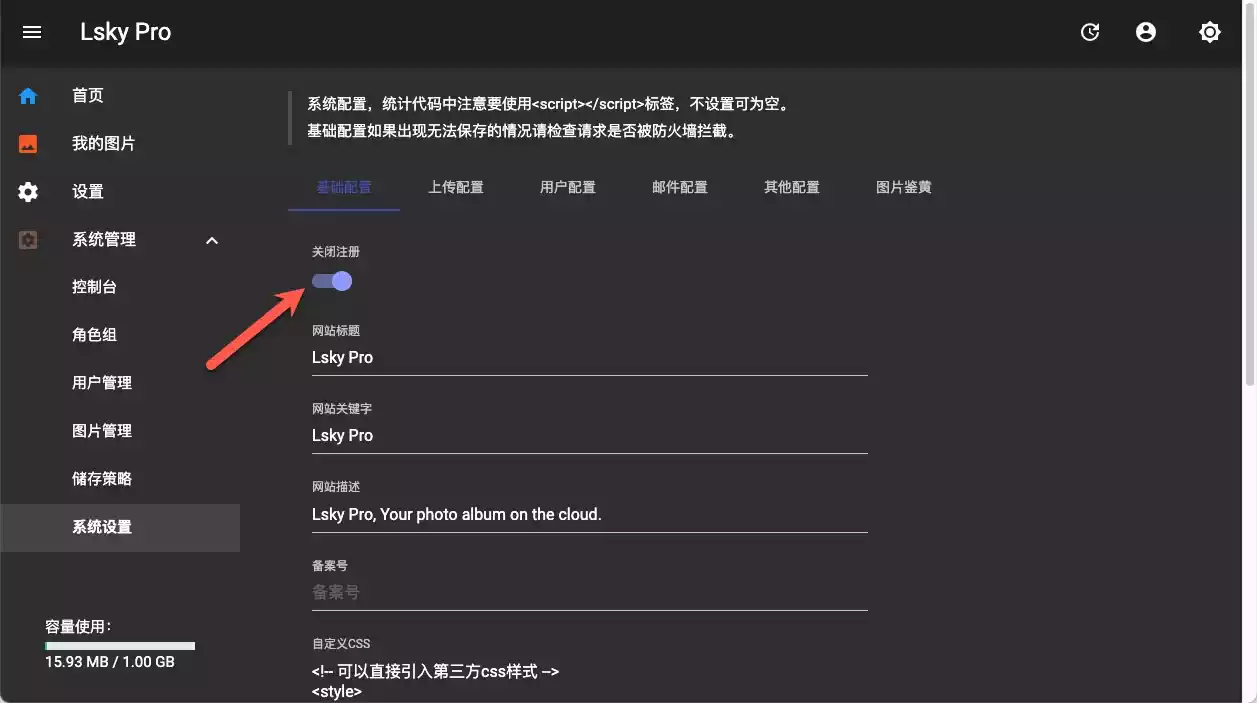 Lsky Pro
首页
我的图片
设置
系统管理
控制台
角色组
用户管理
图片管理
储存策略
系统设置
容量使用：
15.93 MB / 1.00 GB
系统配置，统计代码中注意要使用<script></script>标签，不设置可为空。
基础配置如果出现无法保存的情况请检查请求是否被防火墙拦截。
基础配置 上传配置 用户配置 邮件配置 其他配置 图片鉴黄
关闭注册
网站标题
Lsky Pro
网站关键字
Lsky Pro
网站描述
Lsky Pro, Your photo album on the cloud.
备案号
备案号
自定义CSS
<!-- 可以直接引入第三方css样式 -->
<style>